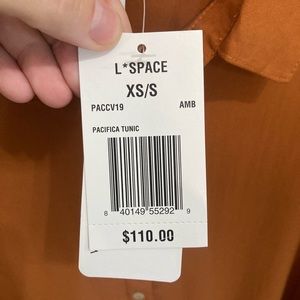 L*SPACE
XS/S
PACCV19 AMB
PACIFICA TUNIC
8 40149 55292 9
$110.00